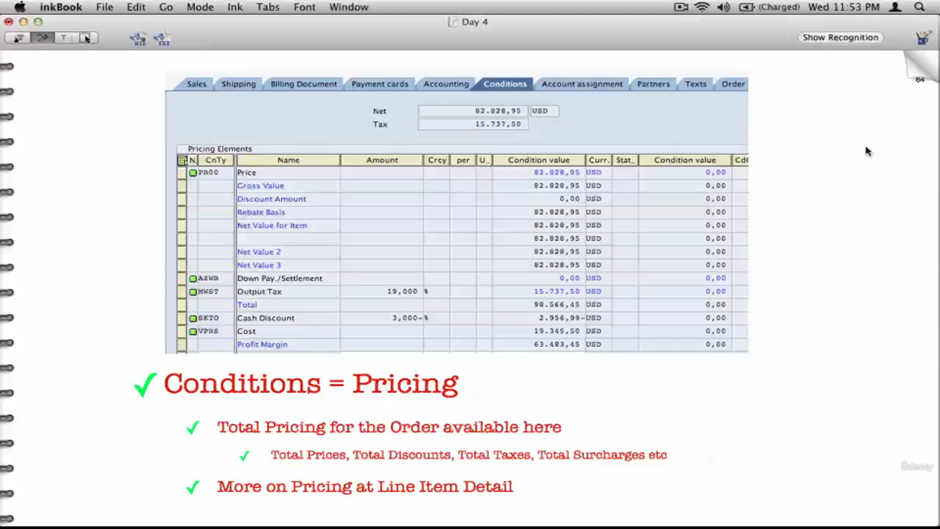 inkBook File Edit Go Mode Ink Tabs Font Window (Charged) Wed 11:53 PM
Day 4
T Show Recognition
64
Sales Shipping Billing Document Payment cards Accounting Conditions Account assignment Partners Texts Order
Net 82.828,95 USD
Tax 15.737,50
Pricing Elements
N. CnTy Name Amount Crcy per U.. Condition value Curr. Stat.. Condition value CdC
PR00 Price 82.828,95 USD 0,00
Gross Value 82.828,95 USD 0,00
Discount Amount 0,00 USD 0,00
Rebate Basis 82.828,95 USD 0,00
Net Value for Item 82.828,95 USD 0,00
82.828,95 USD 0,00
Net Value 2 82.828,95 USD 0,00
Net Value 3 82.828,95 USD 0,00
AZWR Down Pay./Settlement 0,00 USD 0,00
MWST Output Tax 19,000 % 15.737,50 USD 0,00
Total 98.566,45 USD 0,00
SKTO Cash Discount 3,000-% 2.956,99- USD 0,00
VPRS Cost 19.345,50 USD 0,00
Profit Margin 63.483,45 USD 0,00
✓ Conditions = Pricing
✓ Total Pricing for the Order available here
✓ Total Prices, Total Discounts, Total Taxes, Total Surcharges etc
✓ More on Pricing at Line Item Detail
Udemy